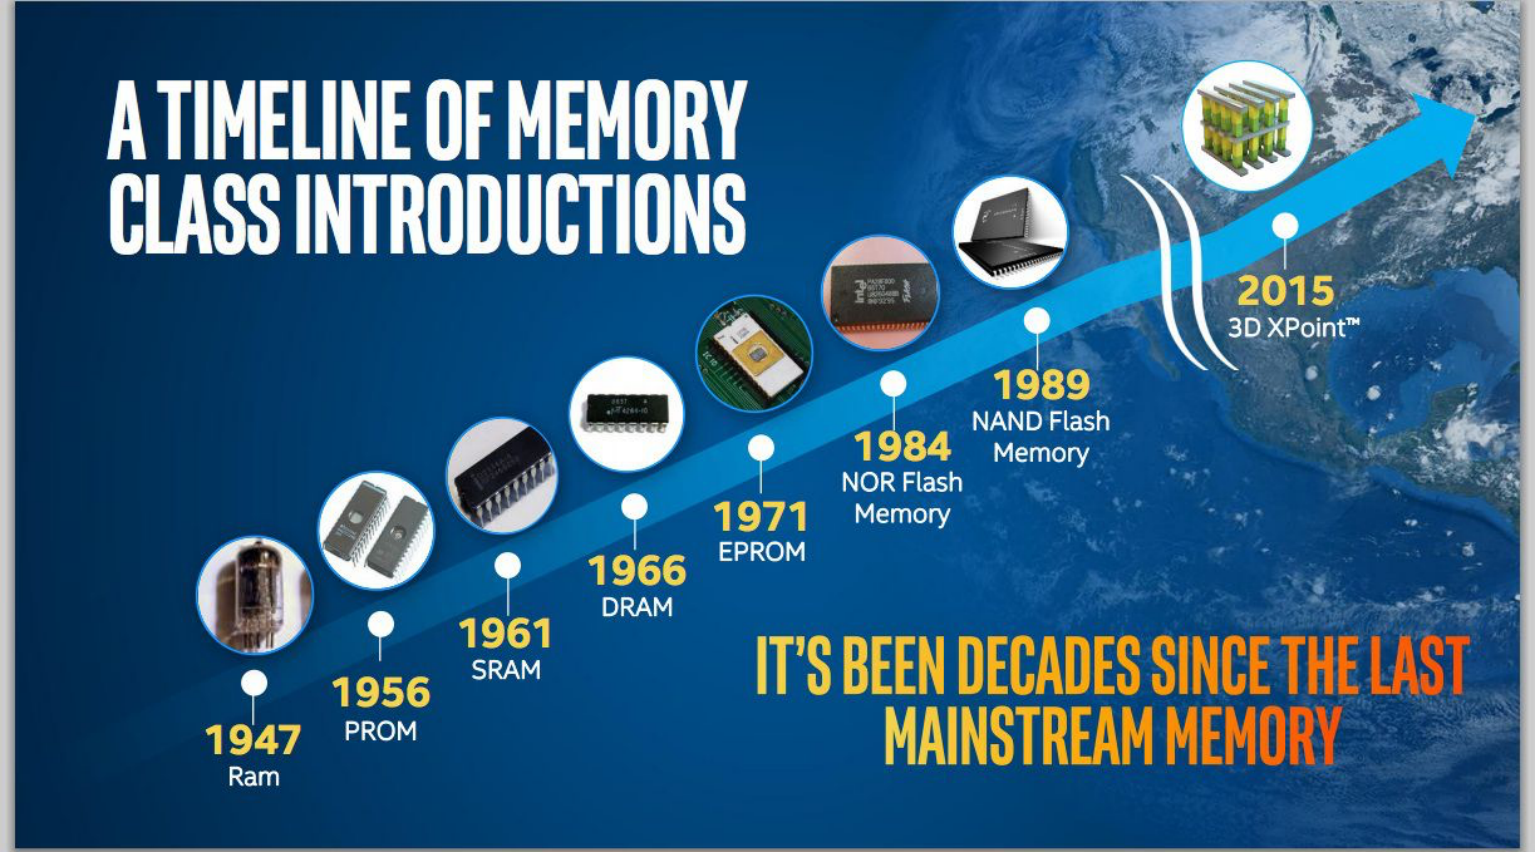 A TIMELINE OF MEMORY
CLASS INTRODUCTIONS
1947
Ram
1956
PROM
1961
SRAM
1966
DRAM
1971
EPROM
1984
NOR Flash
Memory
1989
NAND Flash
Memory
2015
3D XPoint™
intel
IT'S BEEN DECADES SINCE THE LAST
MAINSTREAM MEMORY